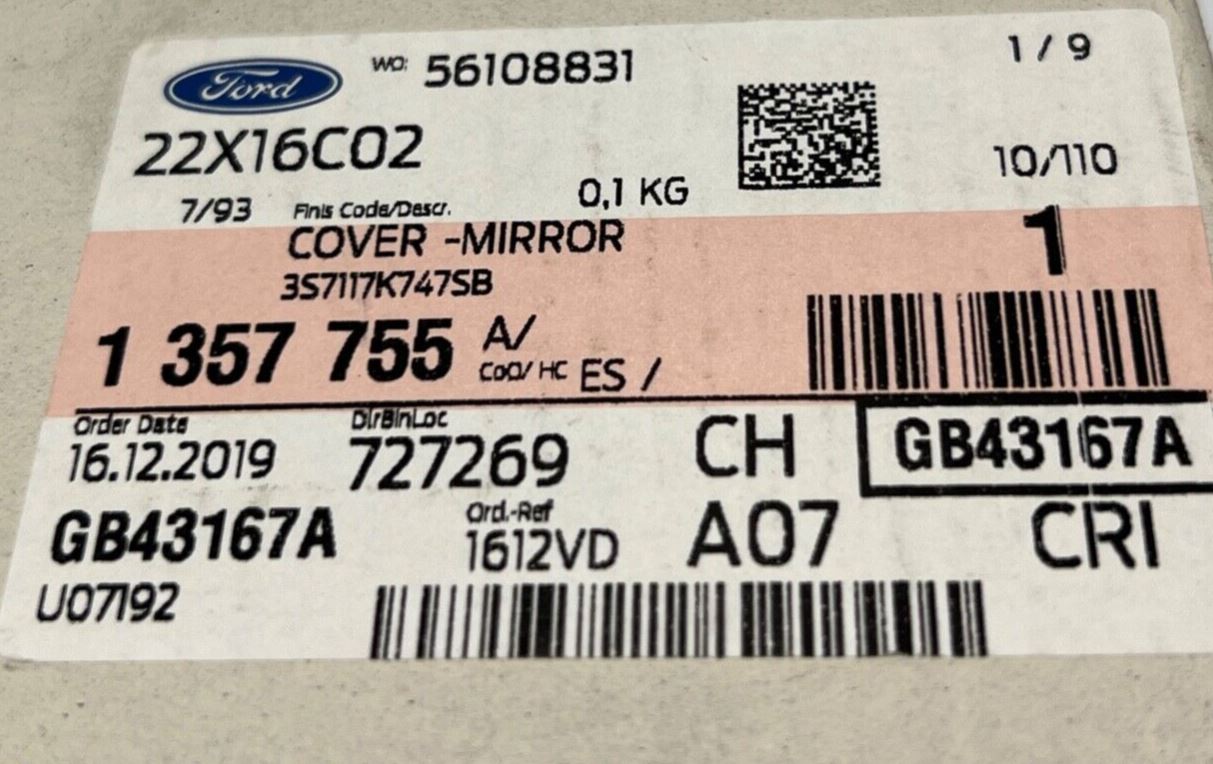 Ford WO: 56108831 1 / 9
22X16C02 10/110
7/93 Finis Code/Descr. 0,1 KG
COVER -MIRROR 1
3S7117K747SB
1 357 755 A/
CoO/ HC ES /
Order Date DirBinLoc
16.12.2019 727269 CH GB43167A
GB43167A Ord.-Ref A07 CRI
1612VD
U07192